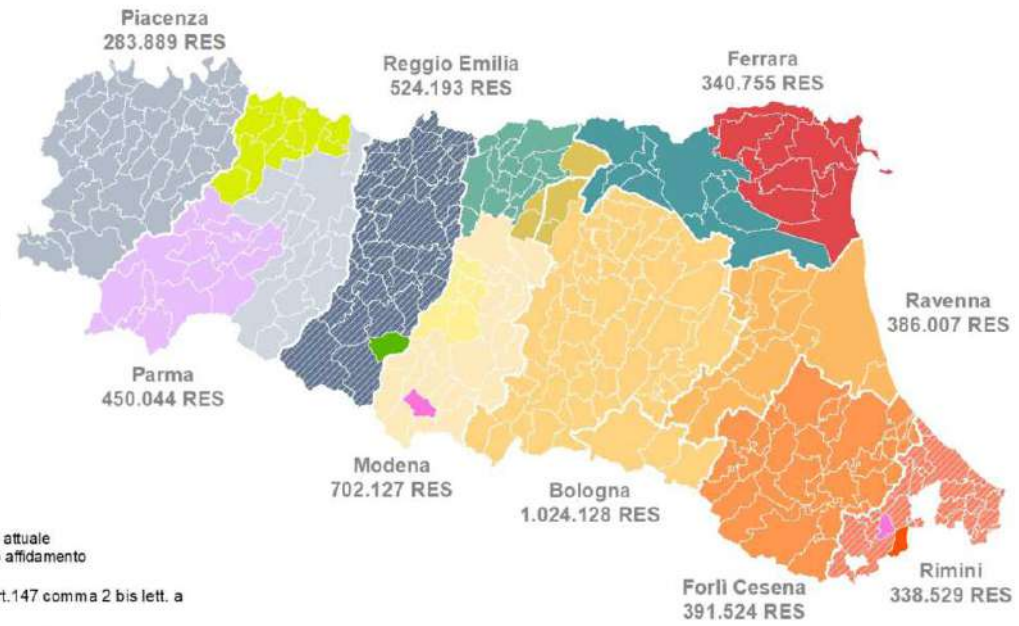 Piacenza
283.889 RES
Reggio Emilia
524.193 RES
Ferrara
340.755 RES
Ravenna
386.007 RES
Parma
450.044 RES
Modena
702.127 RES
Bologna
1.024.128 RES
attuale
affidamento
t.147 comma 2 bis lett. a
Forlì Cesena
391.524 RES
Rimini
338.529 RES